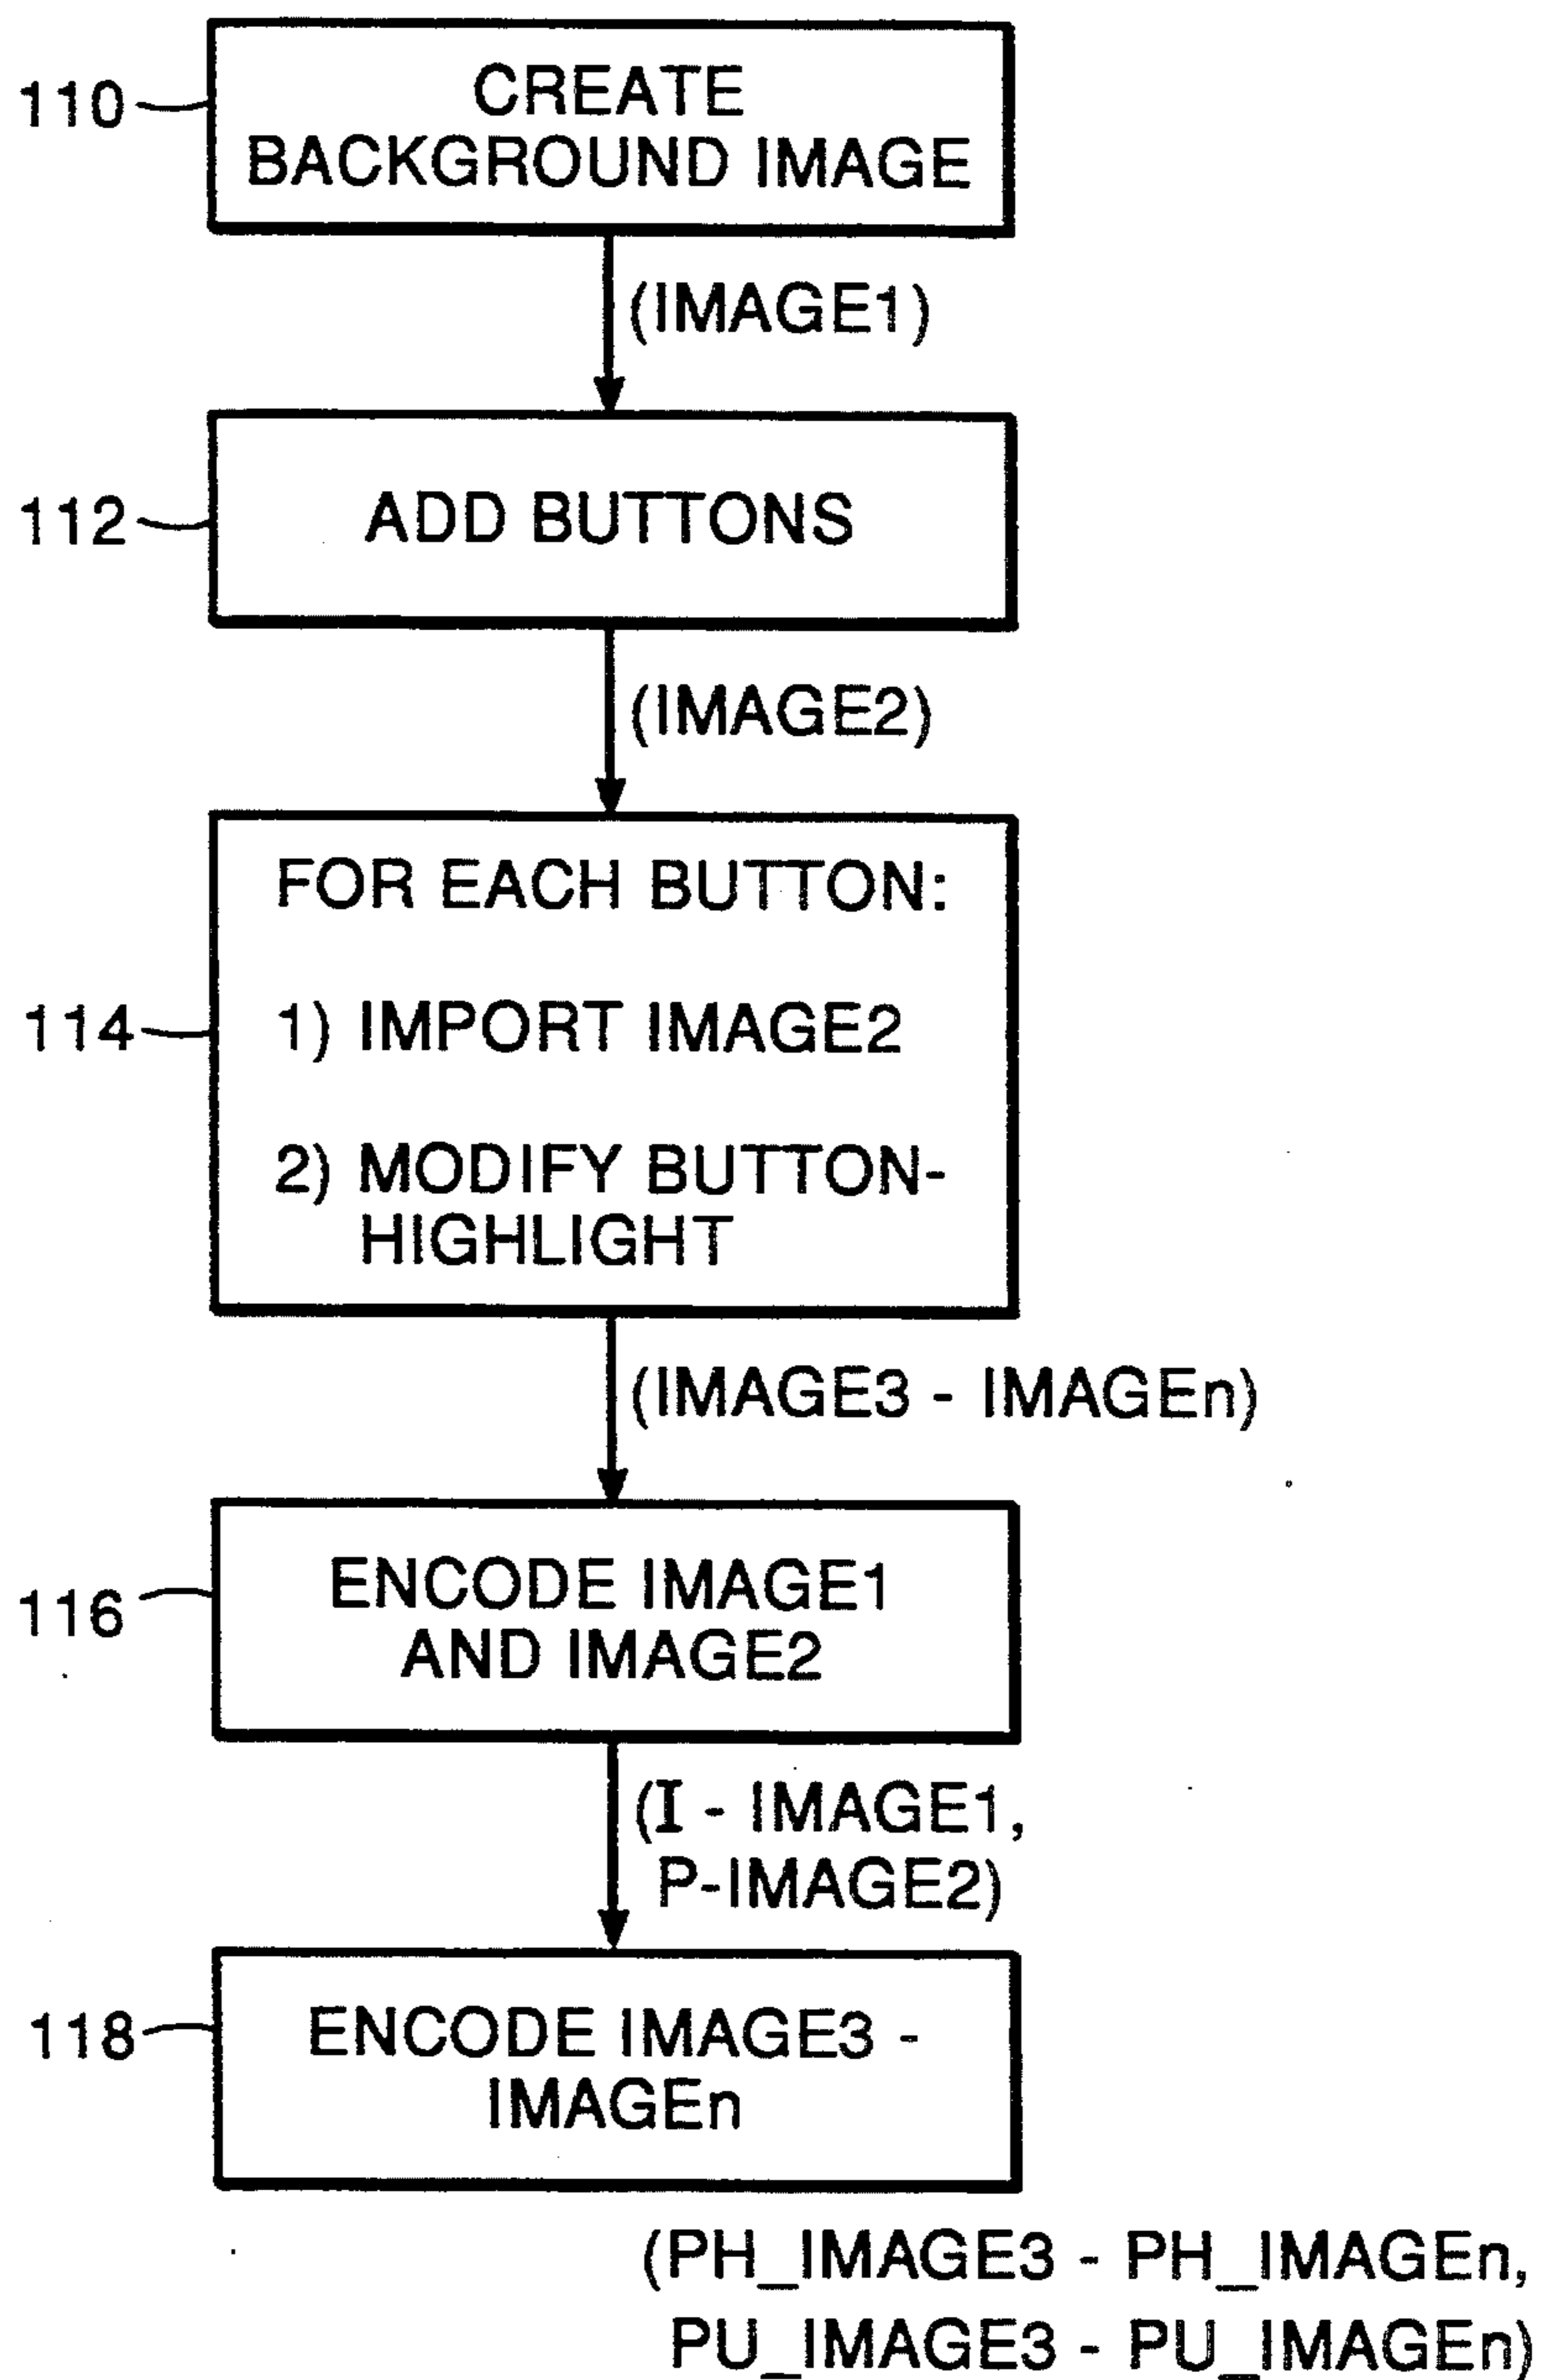 110
CREATE
BACKGROUND IMAGE
(IMAGE1)
112
ADD BUTTONS
(IMAGE2)
114
FOR EACH BUTTON:
1) IMPORT IMAGE2
2) MODIFY BUTTON-
HIGHLIGHT
(IMAGE3 - IMAGEn)
116
ENCODE IMAGE1
AND IMAGE2
(I - IMAGE1,
P-IMAGE2)
118
ENCODE IMAGE3 -
IMAGEn
(PH_IMAGE3 - PH_IMAGEn,
PU_IMAGE3 - PU_IMAGEn)